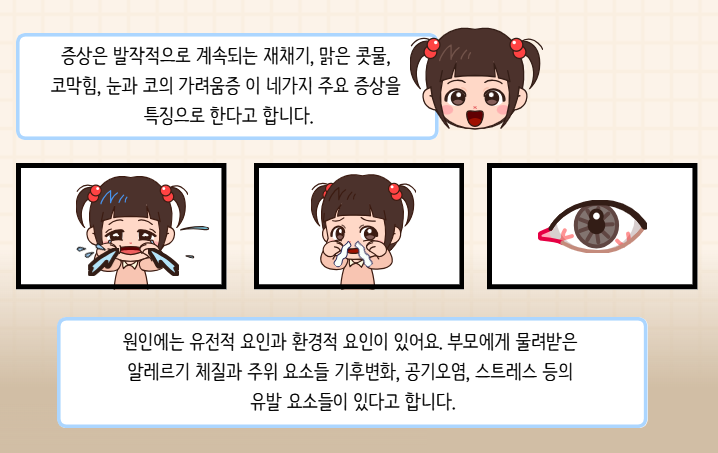 증상은 발작적으로 계속되는 재채기, 맑은 콧물,
코막힘, 눈과 코의 가려움증 이 네가지 주요 증상을
특징으로 한다고 합니다.
원인에는 유전적 요인과 환경적 요인이 있어요. 부모에게 물려받은
알레르기 체질과 주위 요소들 기후변화, 공기오염, 스트레스 등의
유발 요소들이 있다고 합니다.